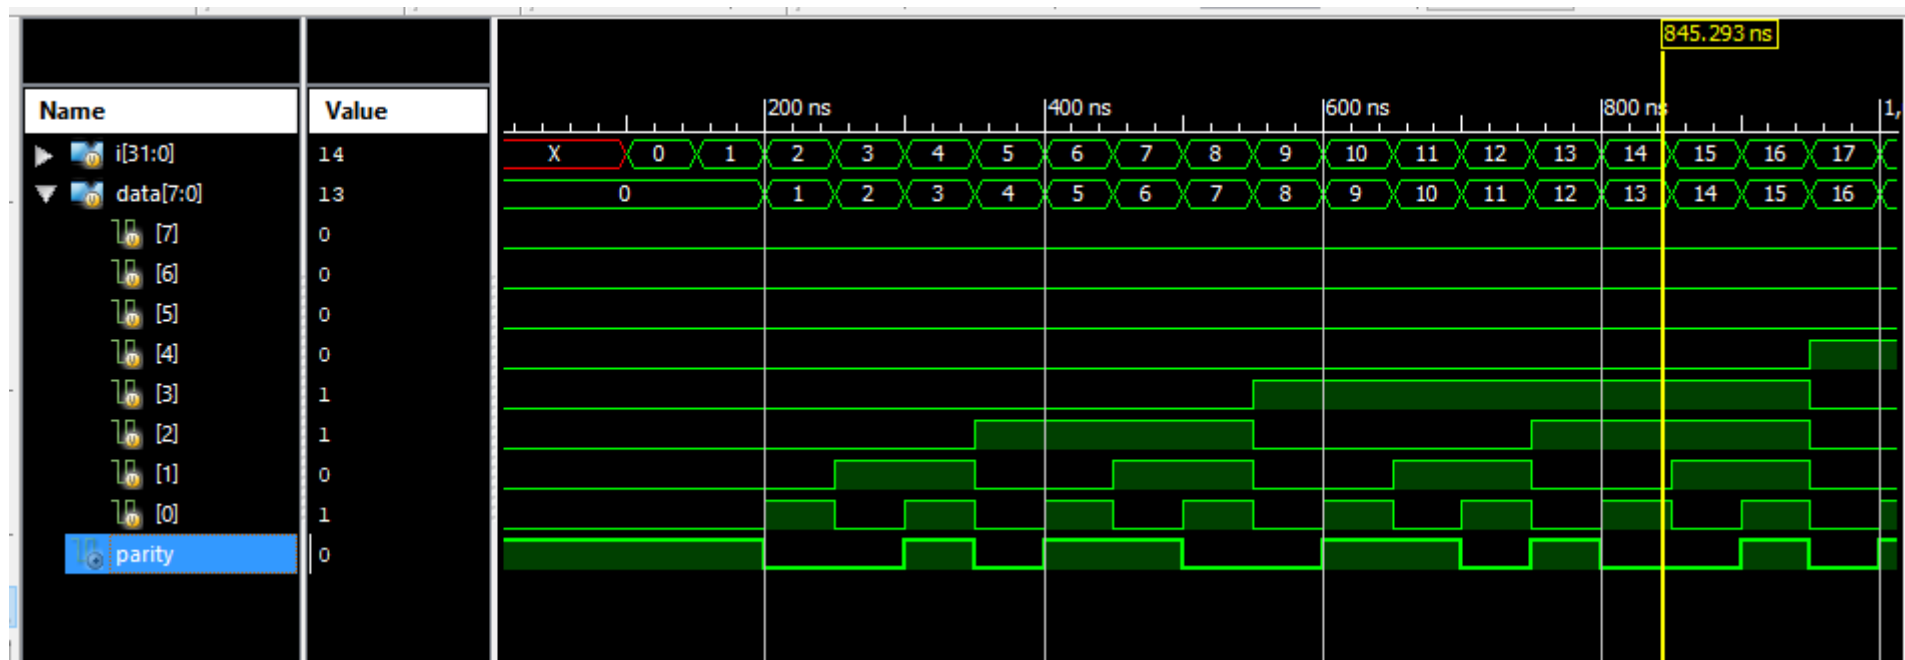 845.293 ns
Name Value 200 ns 400 ns 600 ns 800 ns 1,
i[31:0] 14 X 0 1 2 3 4 5 6 7 8 9 10 11 12 13 14 15 16 17
data[7:0] 13 0 1 2 3 4 5 6 7 8 9 10 11 12 13 14 15 16
[7] 0
[6] 0
[5] 0
[4] 0
[3] 1
[2] 1
[1] 0
[0] 1
parity 0